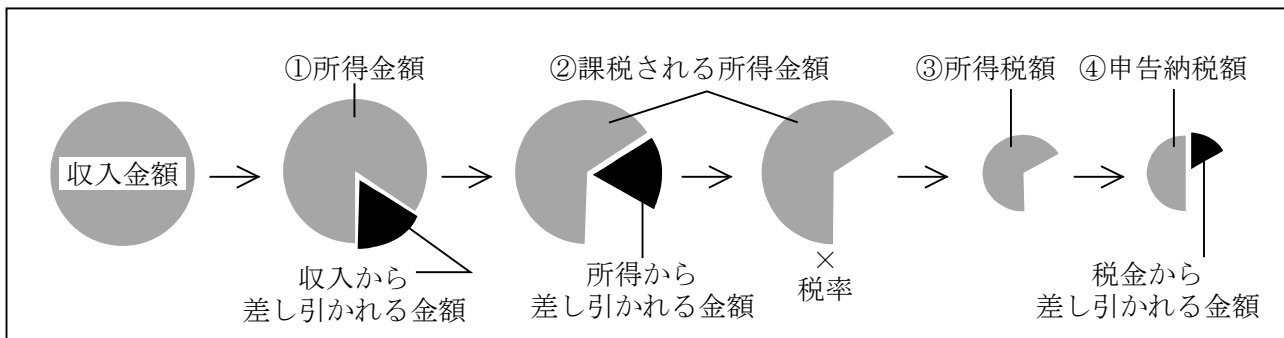 ①所得金額
②課税される所得金額
③所得税額
④申告納税額
収入金額
収入から
差し引かれる金額
所得から
差し引かれる金額
×
税率
税金から
差し引かれる金額